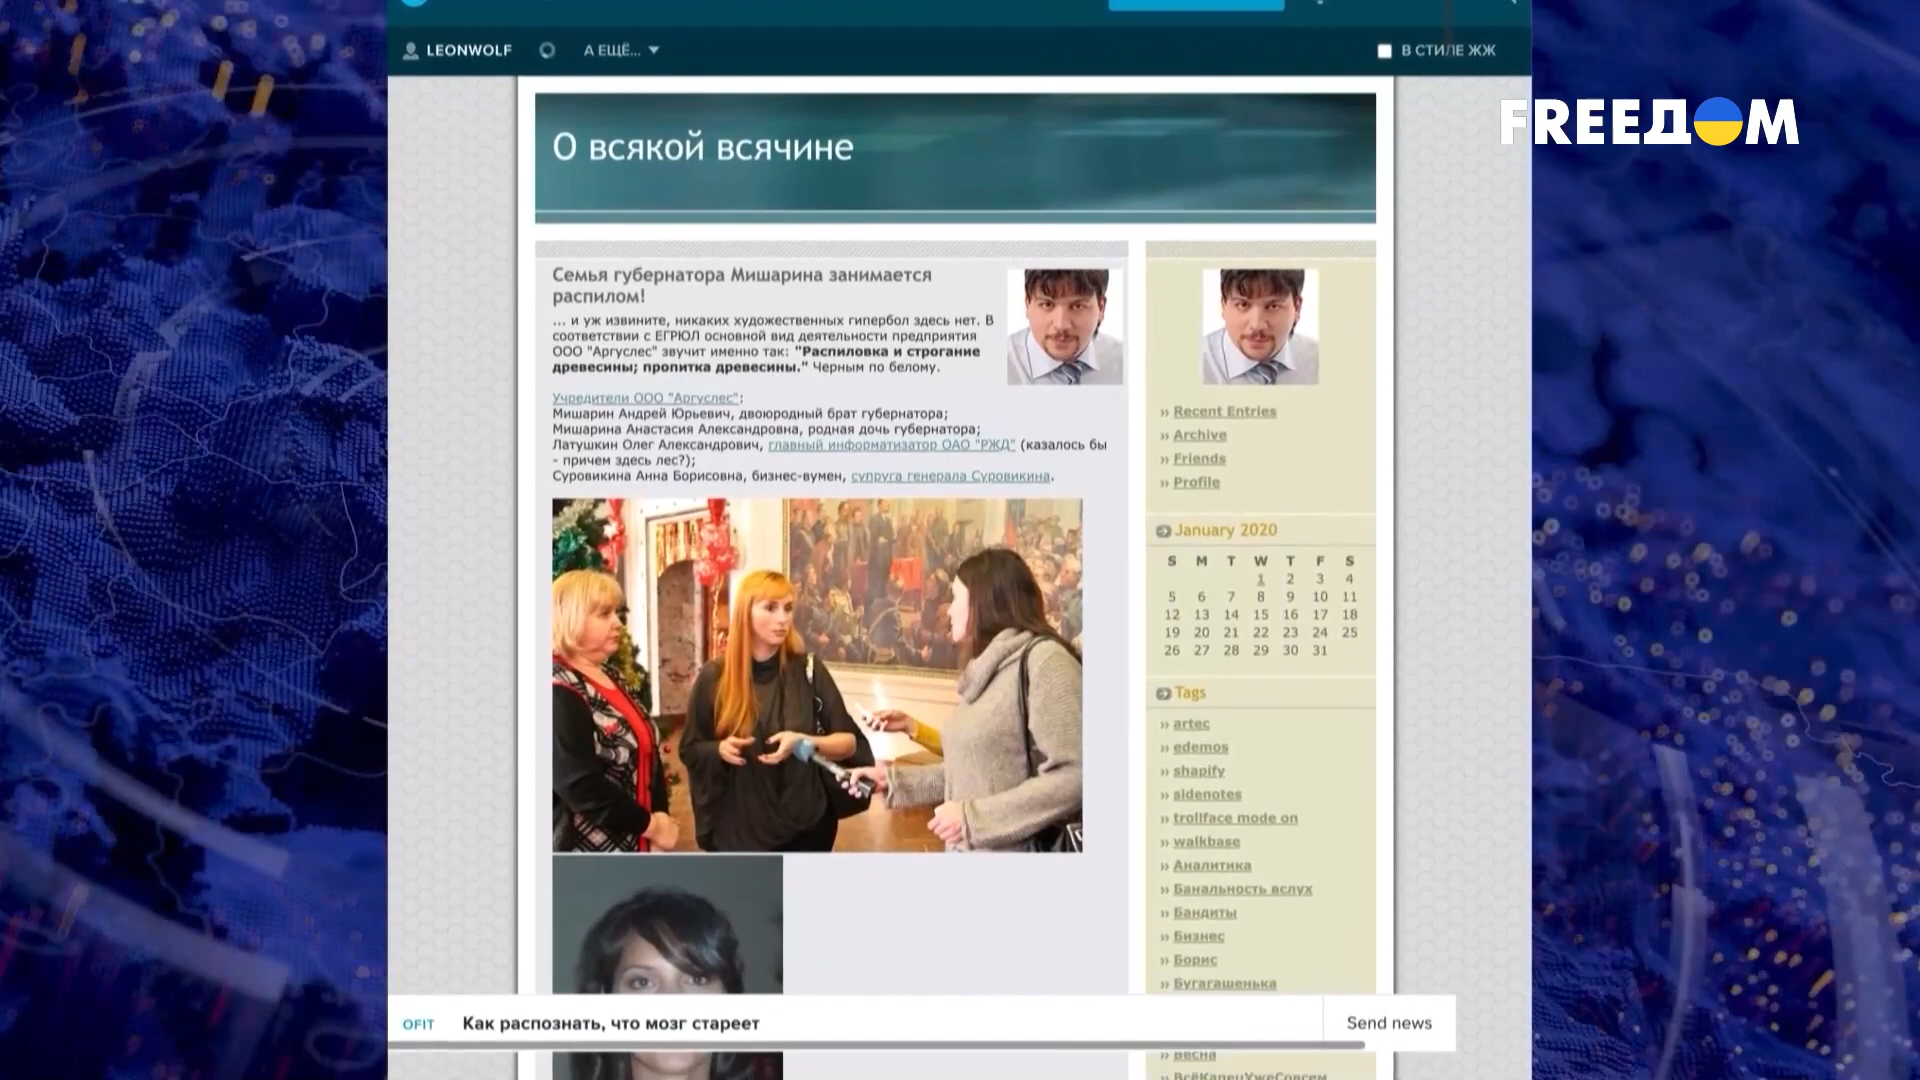 LEONWOLF
А ЕЩЁ...
В СТИЛЕ ЖЖ
FREEДOM
О всякой всячине
Семья губернатора Мишарина занимается
распилом!
... и уж извините, никаких художественных гипербол здесь нет. В
соответствии с ЕГРЮЛ основной вид деятельности предприятия
ООО "Аргуслес" звучит именно так: "Распиловка и строгание
древесины; пропитка древесины." Черным по белому.
Учредители ООО "Аргуслес":
Мишарин Андрей Юрьевич, двоюродный брат губернатора;
Мишарина Анастасия Александровна, родная дочь губернатора;
Латушкин Олег Александрович, главный информатизатор ОАО "РЖД" (казалось бы
- причем здесь лес?);
Суровикина Анна Борисовна, бизнес-вумен, супруга генерала Суровикина.
›› Recent Entries
›› Archive
›› Friends
›› Profile
January 2020
S M T W T F S
1 2 3 4
5 6 7 8 9 10 11
12 13 14 15 16 17 18
19 20 21 22 23 24 25
26 27 28 29 30 31
Tags
›› artec
›› edemos
›› shapify
›› sidenotes
›› trollface mode on
›› walkbase
›› Аналитика
›› Банальность вслух
›› Бандиты
›› Бизнес
›› Борис
›› Бугагашенька
OFIT Как распознать, что мозг стареет Send news
›› весна
›› ВсёКапецУжеСовсем